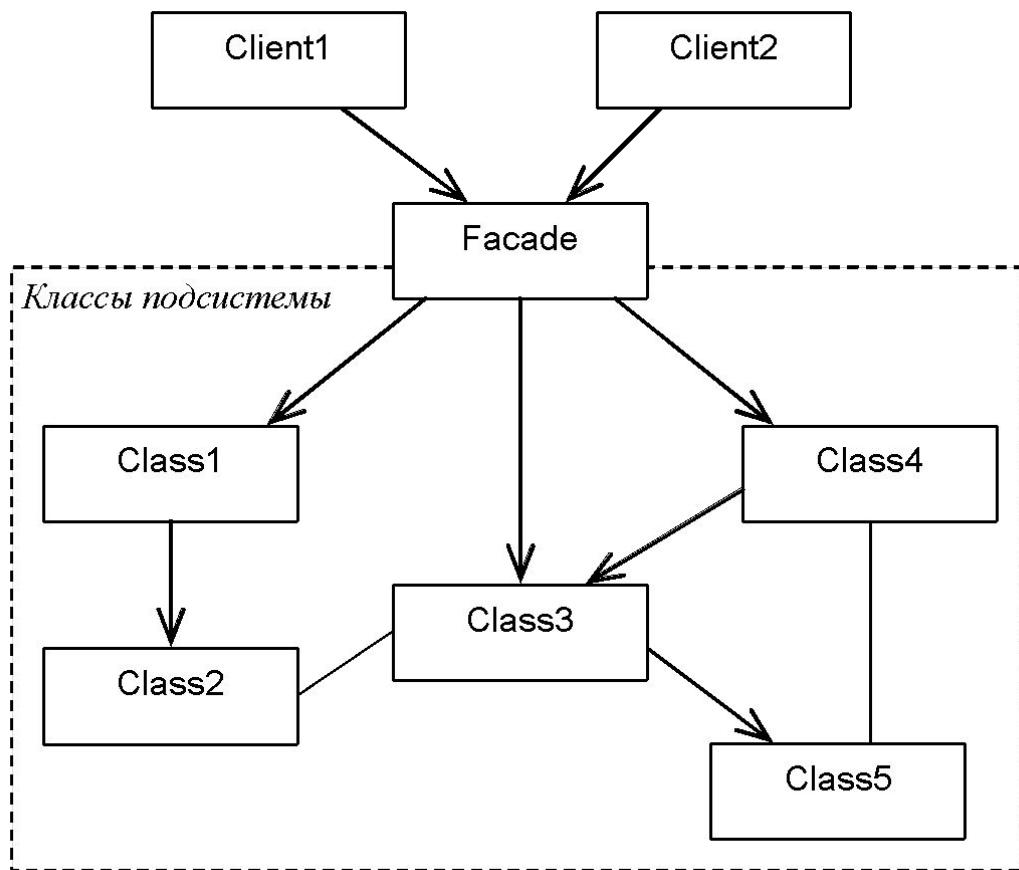 Client1
Client2
Facade
Классы подсистемы
Class1
Class4
Class3
Class2
Class5